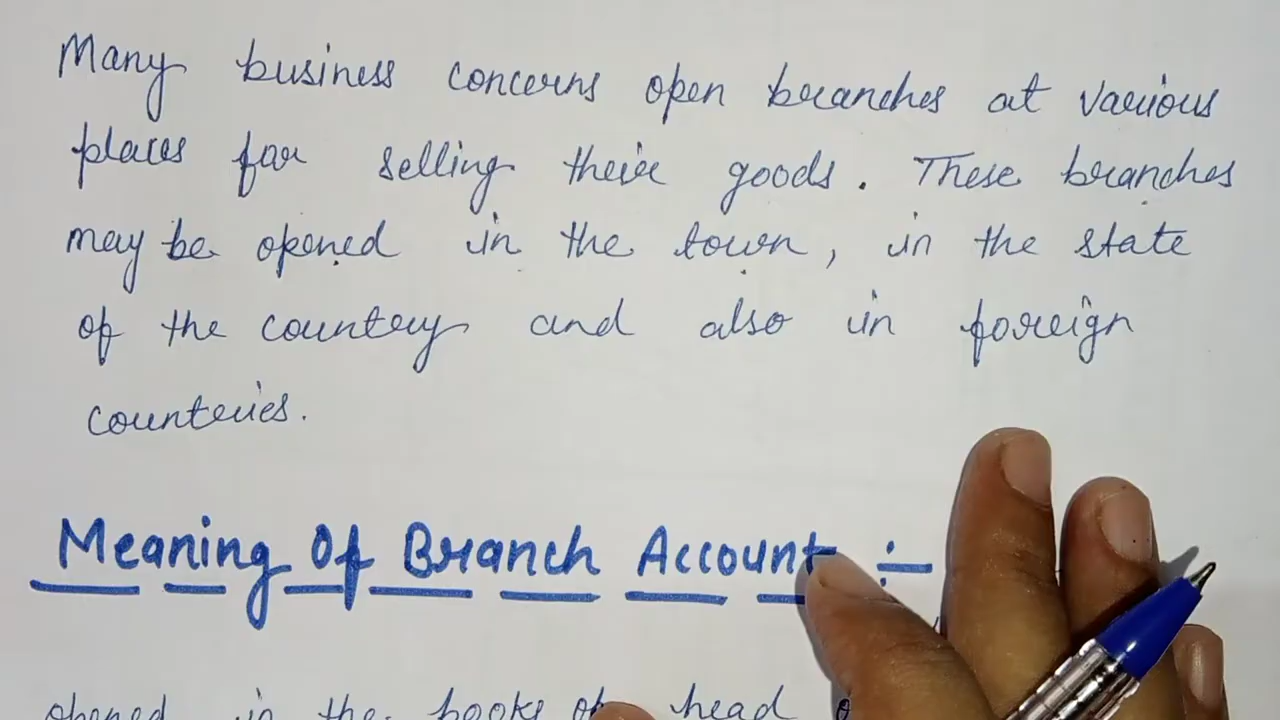 Many business concerns open branches at various
places for selling their goods. These branches
may be opened in the town, in the state
of the country and also in foreign
countries.
Meaning Of Branch Account :-
opened in the books of head